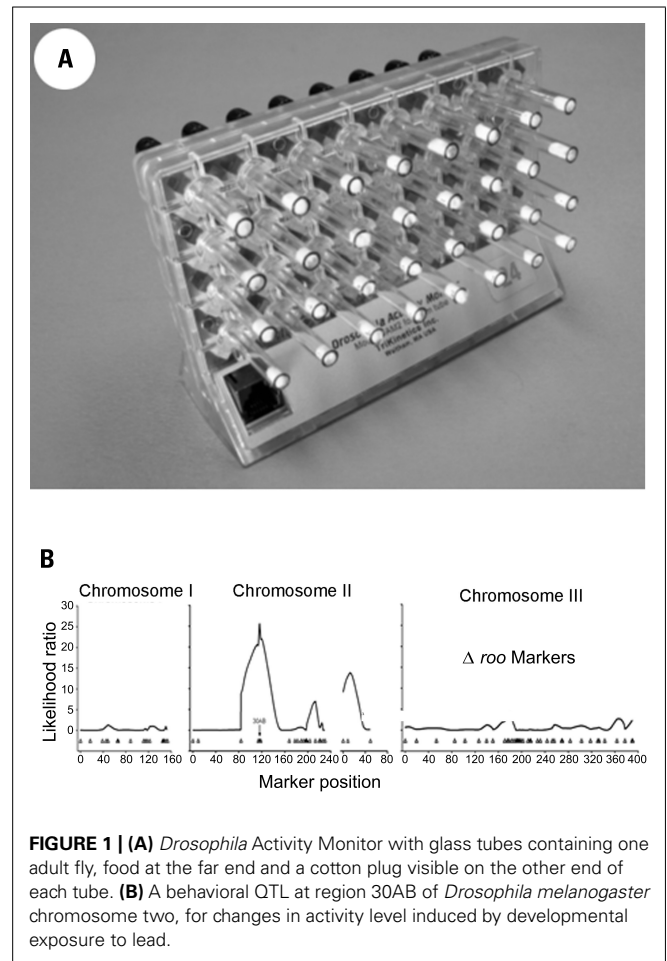 A
24
Drosophila Activity Monitor
TriKinetics Inc.
Waltham, MA USA
B
Chromosome I
Chromosome II
Chromosome III
30
25
20
15
10
5
0
Likelihood ratio
30AB
Δ roo Markers
0 40 80 120 160
0 40 80 120 160 200 240
0 40 80
0 40 80 120 160 200 240 280 320 360 400
Marker position
FIGURE 1 | (A) Drosophila Activity Monitor with glass tubes containing one
adult fly, food at the far end and a cotton plug visible on the other end of
each tube. (B) A behavioral QTL at region 30AB of Drosophila melanogaster
chromosome two, for changes in activity level induced by developmental
exposure to lead.